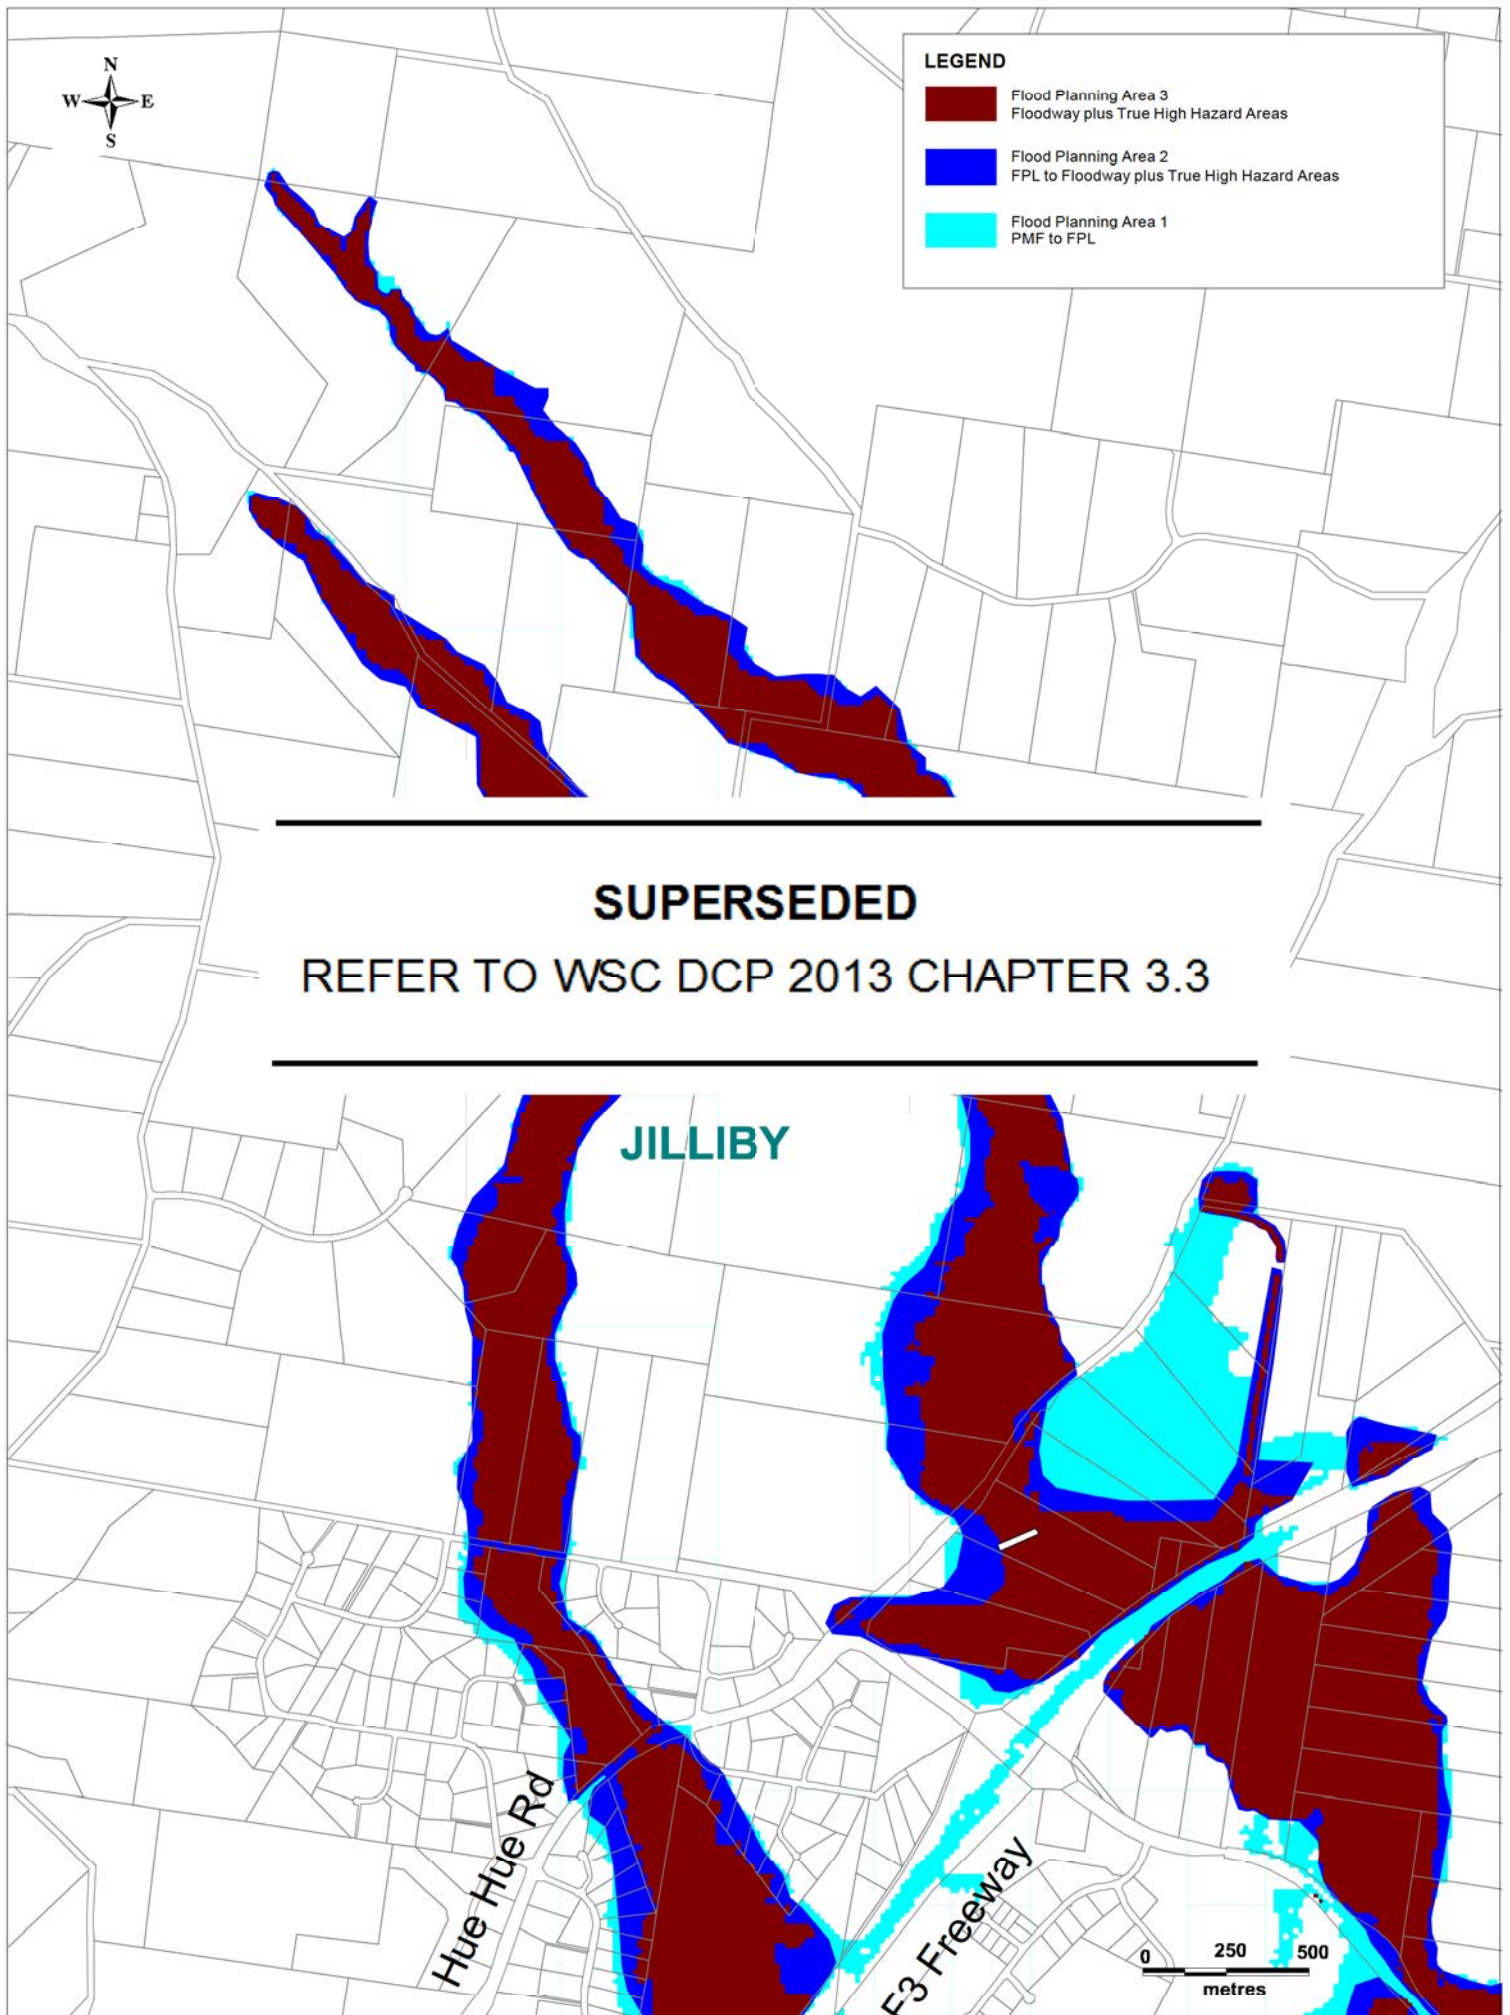 N
W E
S
LEGEND
Flood Planning Area 3
Floodway plus True High Hazard Areas
Flood Planning Area 2
FPL to Floodway plus True High Hazard Areas
Flood Planning Area 1
PMF to FPL
SUPERSEDED
REFER TO WSC DCP 2013 CHAPTER 3.3
JILLIBY
Hue Hue Rd
F3 Freeway
0 250 500
metres